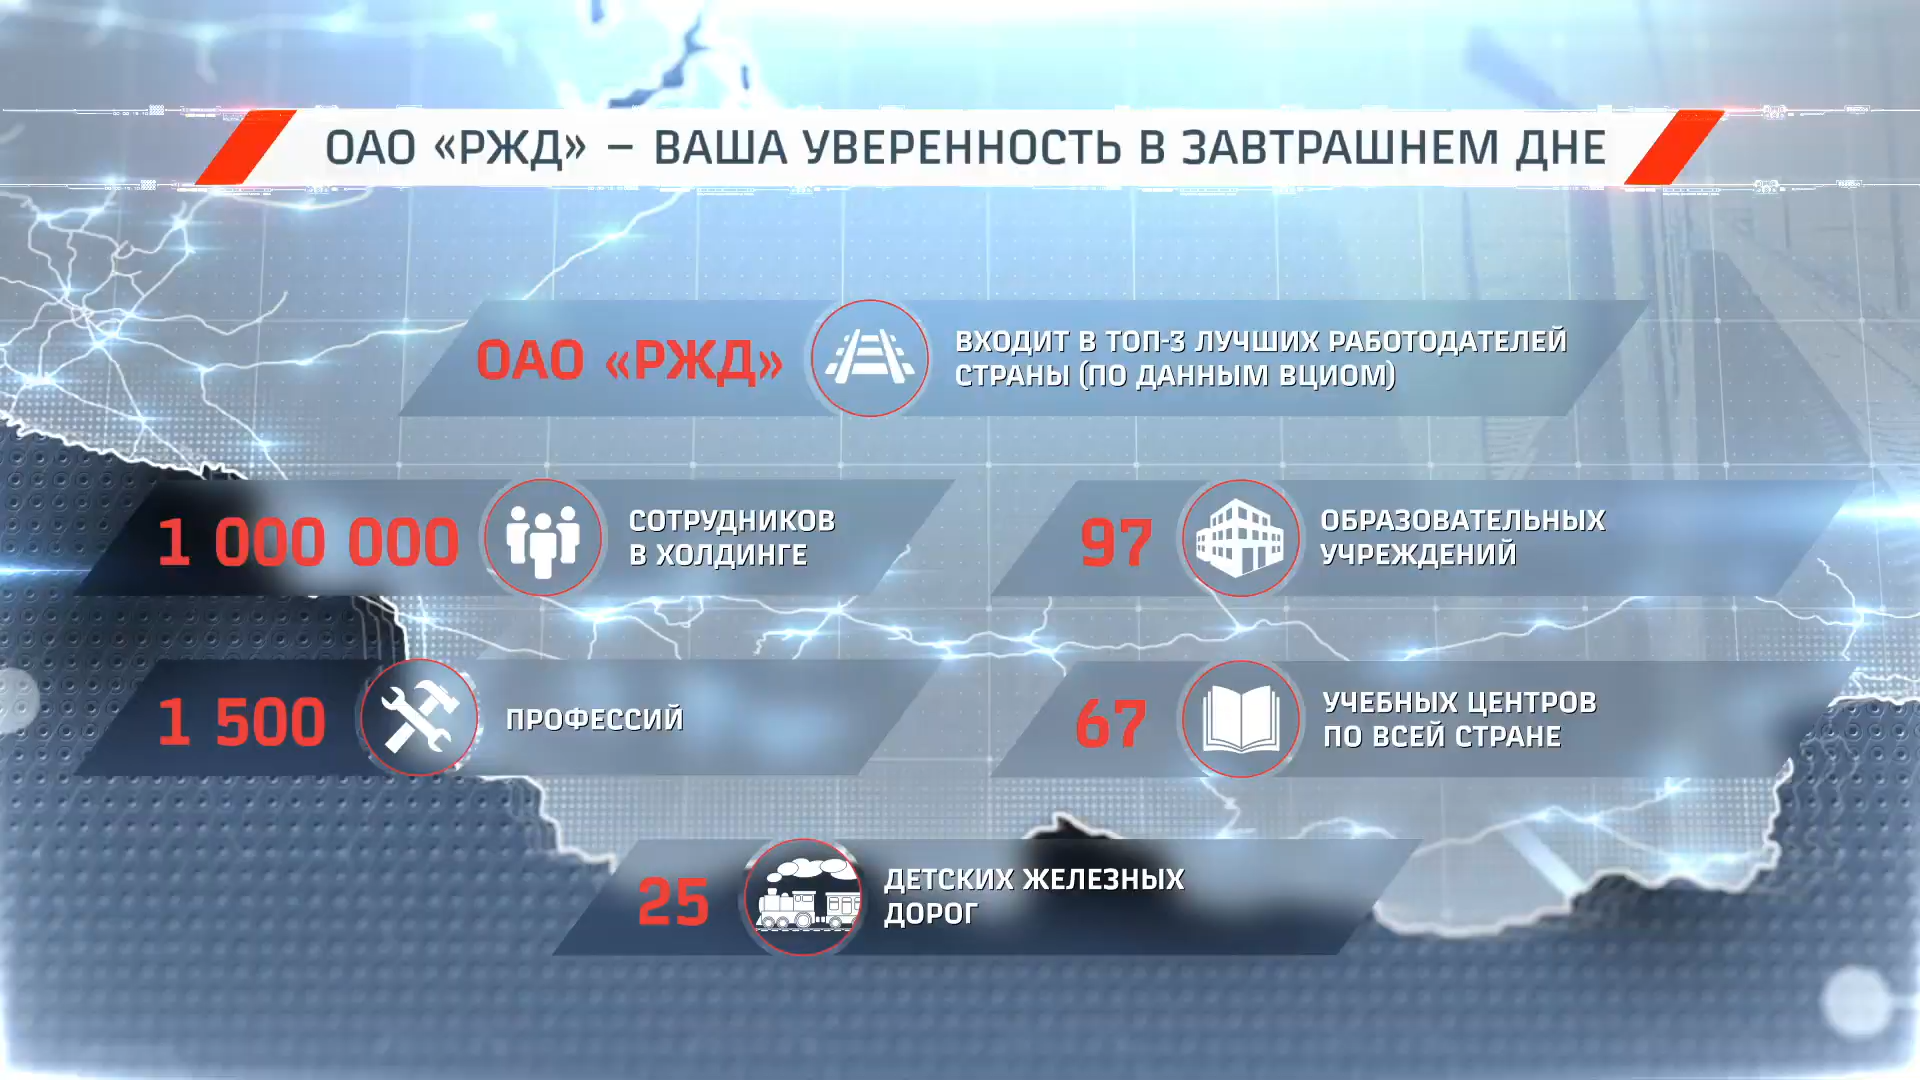 ОАО «РЖД» – ВАША УВЕРЕННОСТЬ В ЗАВТРАШНЕМ ДНЕ
ОАО «РЖД»
ВХОДИТ В ТОП-3 ЛУЧШИХ РАБОТОДАТЕЛЕЙ
СТРАНЫ (ПО ДАННЫМ ВЦИОМ)
1 000 000
СОТРУДНИКОВ
В ХОЛДИНГЕ
97
ОБРАЗОВАТЕЛЬНЫХ
УЧРЕЖДЕНИЙ
1 500
ПРОФЕССИЙ
67
УЧЕБНЫХ ЦЕНТРОВ
ПО ВСЕЙ СТРАНЕ
25
ДЕТСКИХ ЖЕЛЕЗНЫХ
ДОРОГ